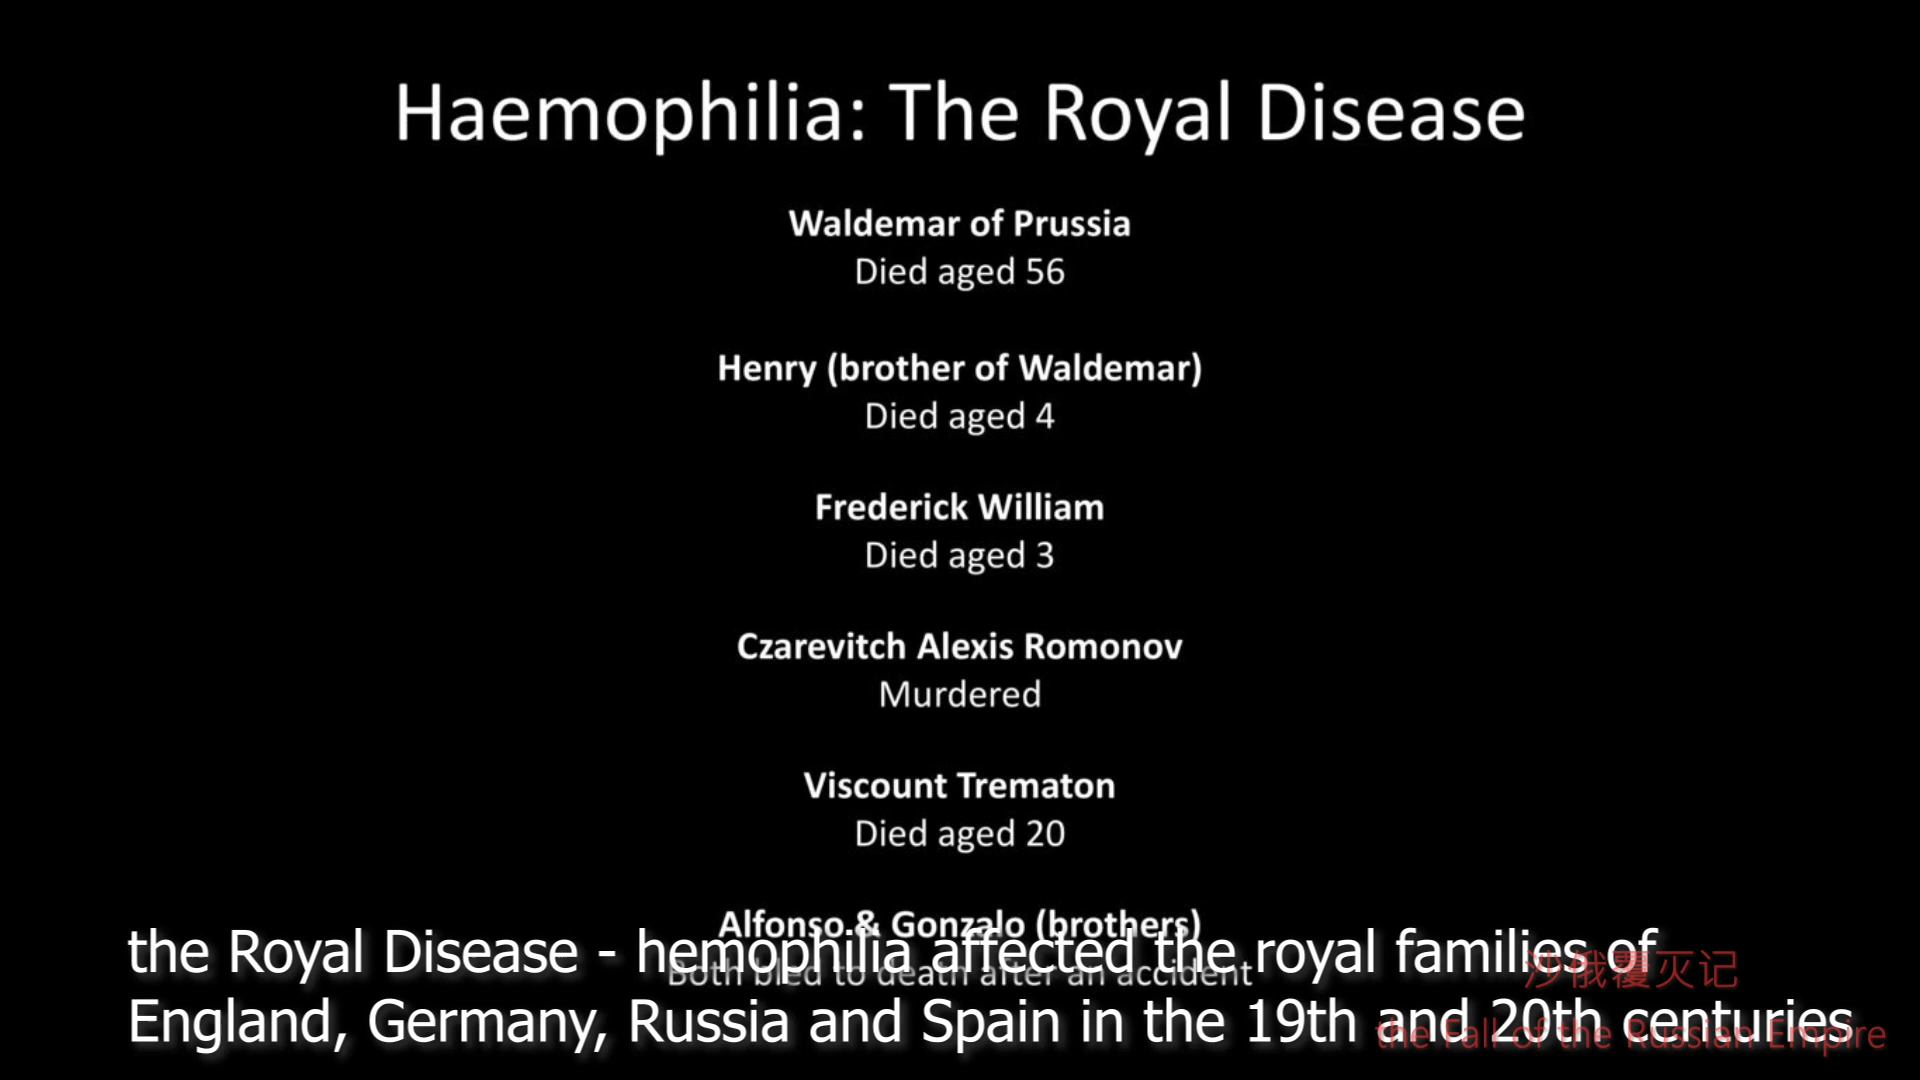 Haemophilia: The Royal Disease
Waldemar of Prussia
Died aged 56
Henry (brother of Waldemar)
Died aged 4
Frederick William
Died aged 3
Czarevitch Alexis Romonov
Murdered
Viscount Trematon
Died aged 20
Alfonso & Gonzalo (brothers)
Both bled to death after an accident
the Royal Disease - hemophilia affected the royal families of
England, Germany, Russia and Spain in the 19th and 20th centuries
沙俄覆灭记
the Fall of the Russian Empire